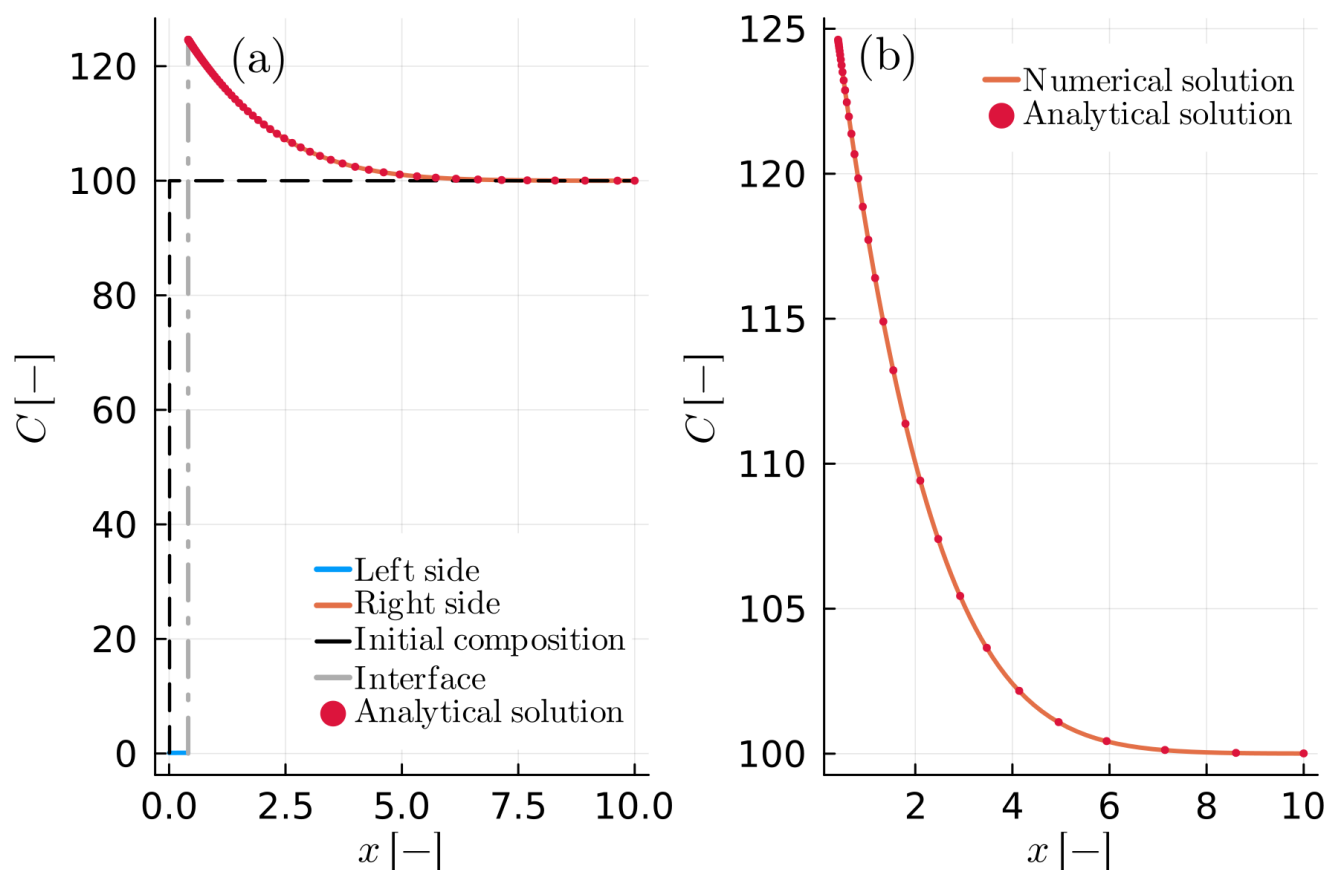 (a)
120
100
80
60
40
20
0
C [−]
Left side
Right side
Initial composition
Interface
Analytical solution
0.0 2.5 5.0 7.5 10.0
x [−]
(b)
125
120
115
110
105
100
C [−]
Numerical solution
Analytical solution
2 4 6 8 10
x [−]